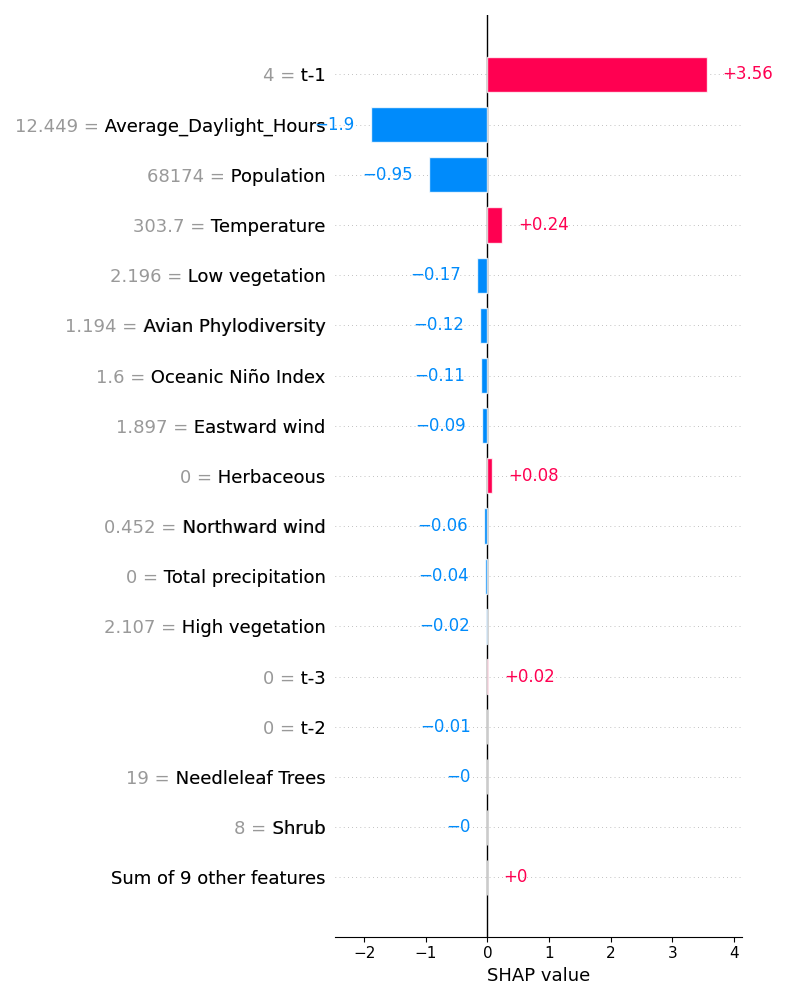 4 = t-1 +3.56
12.449 = Average_Daylight_Hours −1.9
68174 = Population −0.95
303.7 = Temperature +0.24
2.196 = Low vegetation −0.17
1.194 = Avian Phylodiversity −0.12
1.6 = Oceanic Niño Index −0.11
1.897 = Eastward wind −0.09
0 = Herbaceous +0.08
0.452 = Northward wind −0.06
0 = Total precipitation −0.04
2.107 = High vegetation −0.02
0 = t-3 +0.02
0 = t-2 −0.01
19 = Needleleaf Trees −0
8 = Shrub −0
Sum of 9 other features +0
−2 −1 0 1 2 3 4
SHAP value